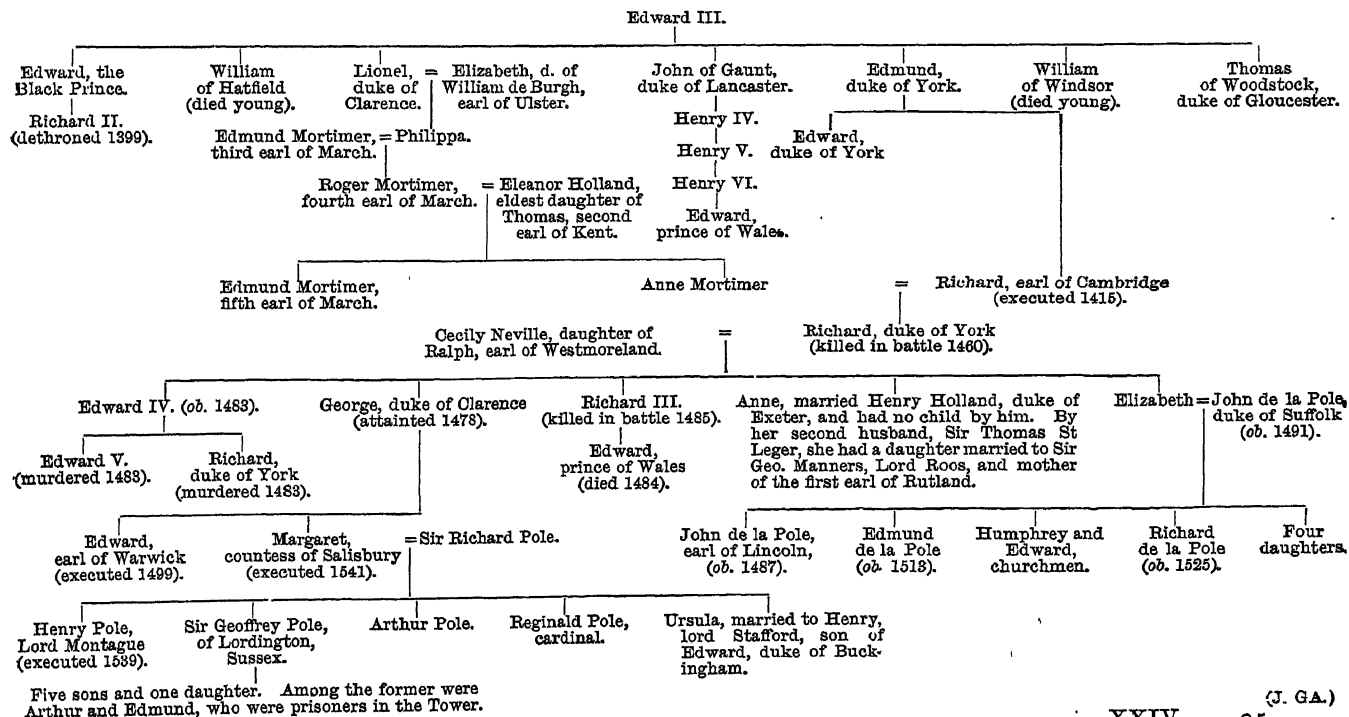 Edward III.
Edward, the
Black Prince.
William
of Hatfield
(died young).
Lionel,
duke of
Clarence.
= Elizabeth, d. of
William de Burgh,
earl of Ulster.
John of Gaunt,
duke of Lancaster.
Edmund,
duke of York.
William
of Windsor
(died young).
Thomas
of Woodstock,
duke of Gloucester.
Richard II.
(dethroned 1399).
Edmund Mortimer,
third earl of March.
= Philippa.
Henry IV.
Edward,
duke of York
Henry V.
Roger Mortimer,
fourth earl of March.
= Eleanor Holland,
eldest daughter of
Thomas, second
earl of Kent.
Henry VI.
Edward,
prince of Wales.
Edmund Mortimer,
fifth earl of March.
Anne Mortimer
=
Richard, earl of Cambridge
(executed 1415).
Cecily Neville, daughter of
Ralph, earl of Westmoreland.
=
Richard, duke of York
(killed in battle 1460).
Edward IV. (ob. 1483).
George, duke of Clarence
(attainted 1478).
Richard III.
(killed in battle 1485).
Anne, married Henry Holland, duke of
Exeter, and had no child by him. By
her second husband, Sir Thomas St
Leger, she had a daughter married to Sir
Geo. Manners, Lord Roos, and mother
of the first earl of Rutland.
Elizabeth = John de la Pole,
duke of Suffolk
(ob. 1491).
Edward V.
(murdered 1483).
Richard,
duke of York
(murdered 1483).
Edward,
prince of Wales
(died 1484).
Edward,
earl of Warwick
(executed 1499).
Margaret,
countess of Salisbury
(executed 1541).
= Sir Richard Pole.
John de la Pole,
earl of Lincoln,
(ob. 1487).
Edmund
de la Pole
(ob. 1513).
Humphrey and
Edward,
churchmen.
Richard
de la Pole
(ob. 1525).
Four
daughters.
Henry Pole,
Lord Montague
(executed 1539).
Sir Geoffrey Pole,
of Lordington,
Sussex.
Arthur Pole.
Reginald Pole,
cardinal.
Ursula, married to Henry,
lord Stafford, son of
Edward, duke of Buck-
ingham.
Five sons and one daughter. Among the former were
Arthur and Edmund, who were prisoners in the Tower.
(J. GA.)
XXIV